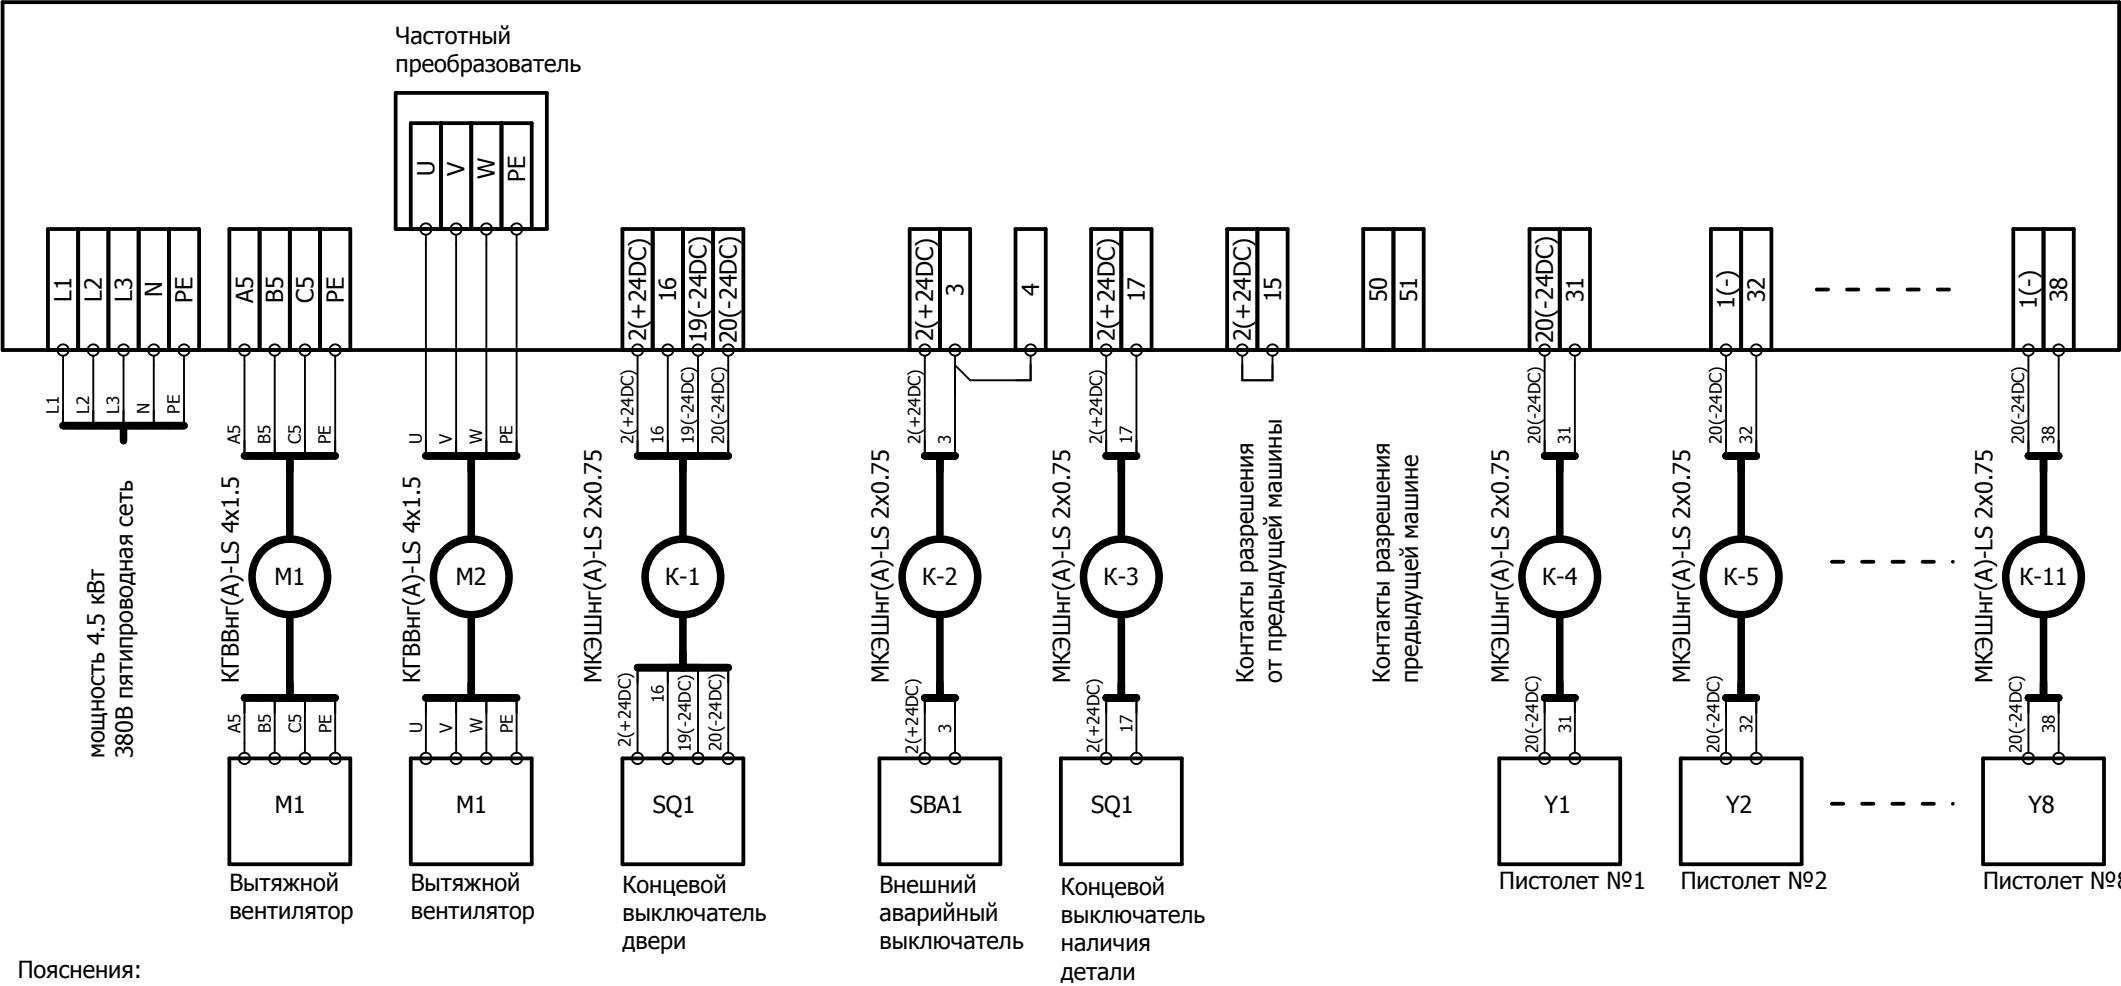 Частотный
преобразователь
U
V
W
PE
L1
L2
L3
N
PE
A5
B5
C5
PE
2(+24DC)
16
19(-24DC)
20(-24DC)
2(+24DC)
3
4
2(+24DC)
17
2(+24DC)
15
50
51
20(-24DC)
31
1(-)
32
1(-)
38
L1
L2
L3
N
PE
A5
B5
C5
PE
U
V
W
PE
2(+24DC)
16
19(-24DC)
20(-24DC)
2(+24DC)
3
2(+24DC)
17
20(-24DC)
31
20(-24DC)
32
20(-24DC)
38
мощность 4.5 кВт
380В пятипроводная сеть
КГВВнг(А)-LS 4x1.5
M1
КГВВнг(А)-LS 4x1.5
M2
МКЭШнг(А)-LS 2x0.75
К-1
МКЭШнг(А)-LS 2x0.75
К-2
МКЭШнг(А)-LS 2x0.75
К-3
Контакты разрешения
от предыдущей машины
Контакты разрешения
предыдущей машине
МКЭШнг(А)-LS 2x0.75
К-4
МКЭШнг(А)-LS 2x0.75
К-5
МКЭШнг(А)-LS 2x0.75
К-11
A5
B5
C5
PE
U
V
W
PE
2(+24DC)
16
19(-24DC)
20(-24DC)
2(+24DC)
3
2(+24DC)
17
20(-24DC)
31
20(-24DC)
32
20(-24DC)
38
M1
M1
SQ1
SBA1
SQ1
Y1
Y2
Y8
Вытяжной
вентилятор
Вытяжной
вентилятор
Концевой
выключатель
двери
Внешний
аварийный
выключатель
Концевой
выключатель
наличия
детали
Пистолет №1
Пистолет №2
Пистолет №8
Пояснения: